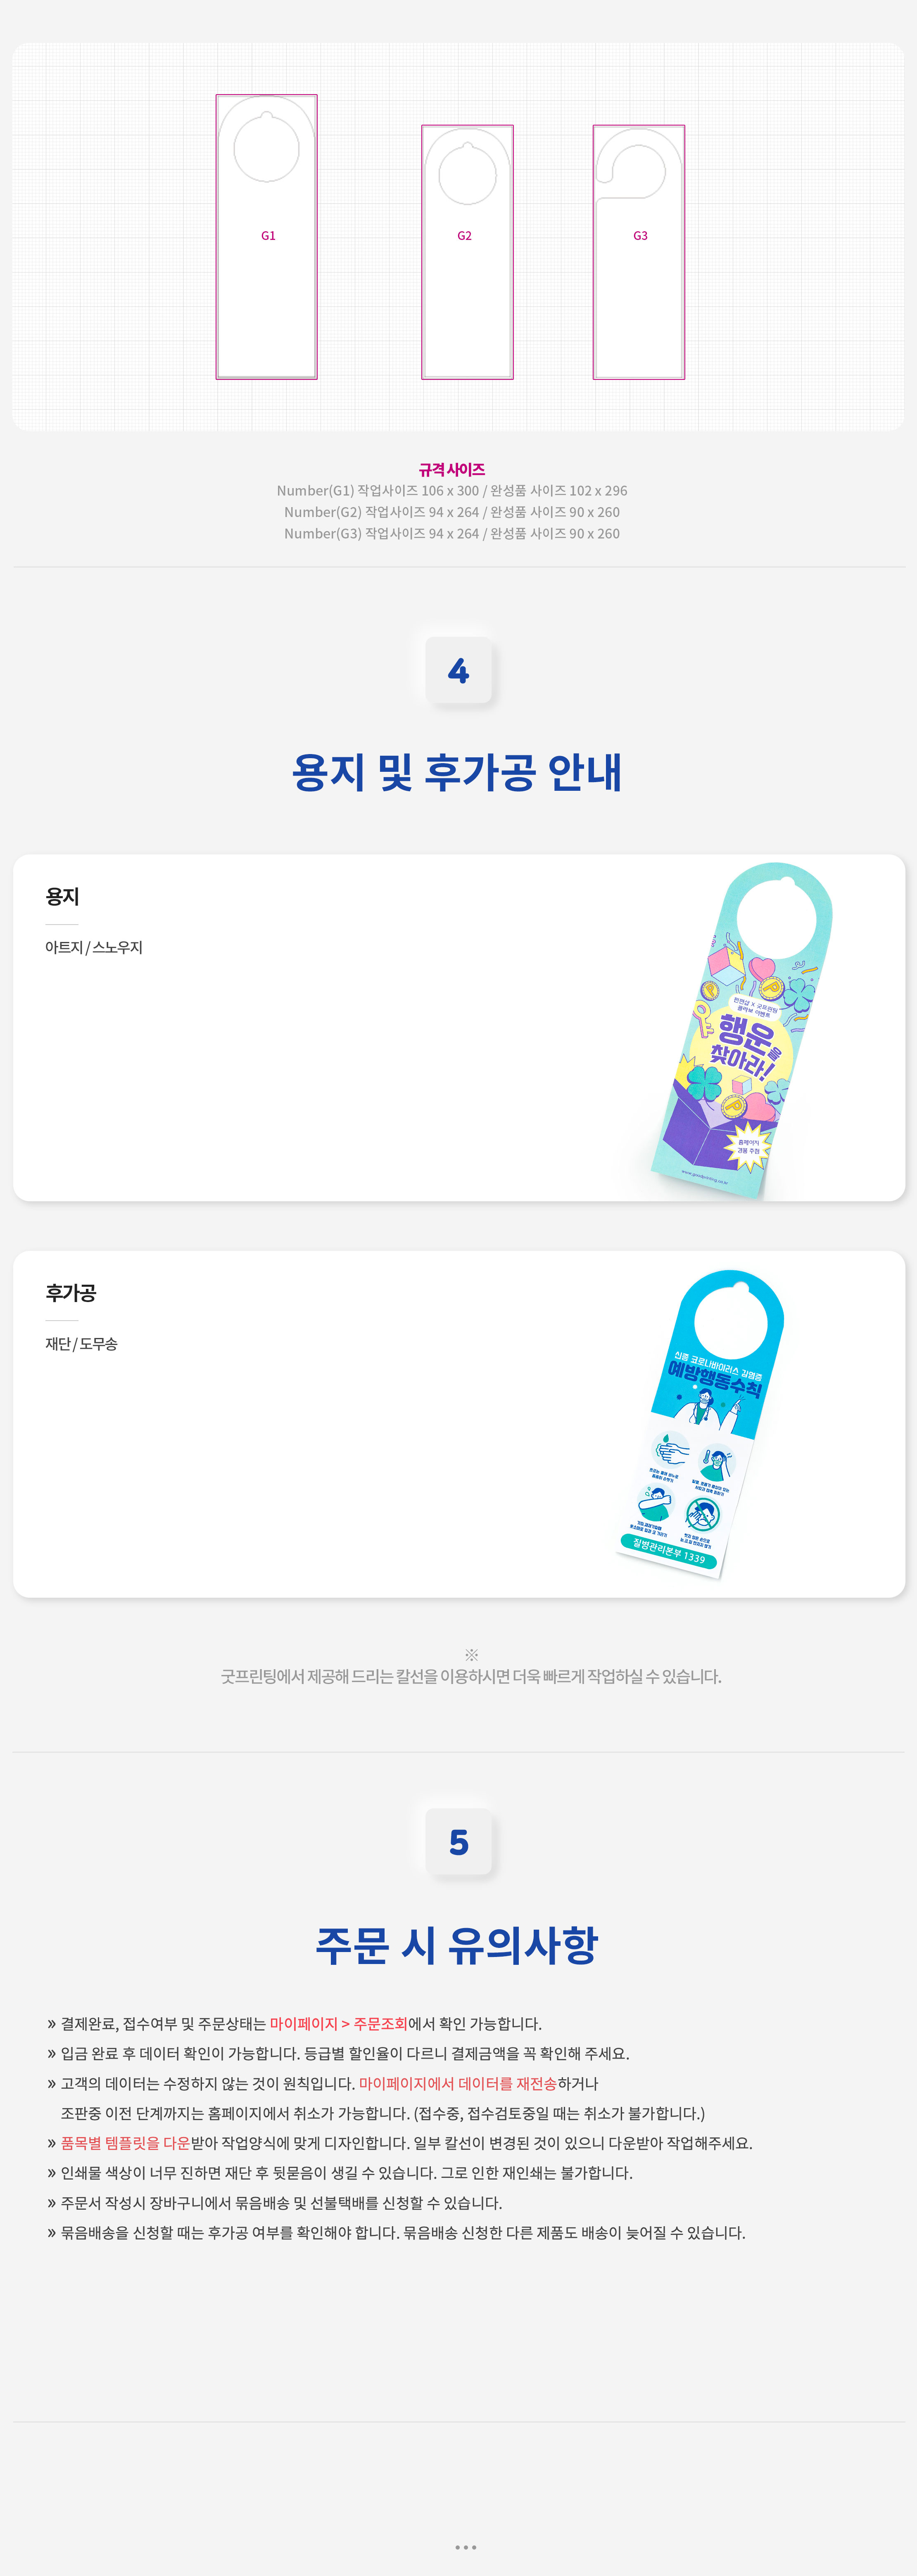 G1
G2
G3
규격 사이즈
Number(G1) 작업사이즈 106 x 300 / 완성품 사이즈 102 x 296
Number(G2) 작업사이즈 94 x 264 / 완성품 사이즈 90 x 260
Number(G3) 작업사이즈 94 x 264 / 완성품 사이즈 90 x 260
4
용지 및 후가공 안내
용지
아트지 / 스노우지
행운을
찾아라!
홈페이지
경품 추첨
www.goodprinting.co.kr
후가공
재단 / 도무송
신종 코로나바이러스 감염증
예방행동수칙
질병관리본부 1339
※
굿프린팅에서 제공해 드리는 칼선을 이용하시면 더욱 빠르게 작업하실 수 있습니다.
5
주문 시 유의사항
» 결제완료, 접수여부 및 주문상태는 마이페이지 > 주문조회에서 확인 가능합니다.
» 입금 완료 후 데이터 확인이 가능합니다. 등급별 할인율이 다르니 결제금액을 꼭 확인해 주세요.
» 고객의 데이터는 수정하지 않는 것이 원칙입니다. 마이페이지에서 데이터를 재전송하거나
조판중 이전 단계까지는 홈페이지에서 취소가 가능합니다. (접수중, 접수검토중일 때는 취소가 불가합니다.)
» 품목별 템플릿을 다운받아 작업양식에 맞게 디자인합니다. 일부 칼선이 변경된 것이 있으니 다운받아 작업해주세요.
» 인쇄물 색상이 너무 진하면 재단 후 뒷묻음이 생길 수 있습니다. 그로 인한 재인쇄는 불가합니다.
» 주문서 작성시 장바구니에서 묶음배송 및 선불택배를 신청할 수 있습니다.
» 묶음배송을 신청할 때는 후가공 여부를 확인해야 합니다. 묶음배송 신청한 다른 제품도 배송이 늦어질 수 있습니다.